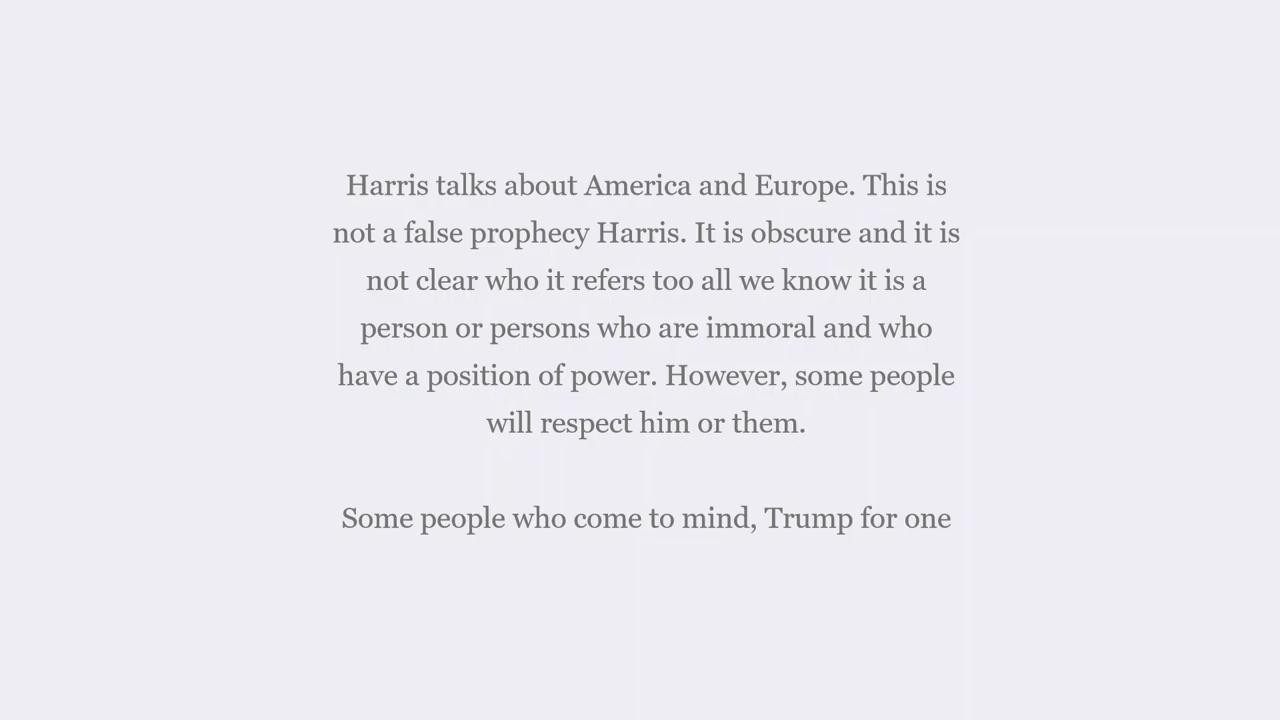 Harris talks about America and Europe. This is
not a false prophecy Harris. It is obscure and it is
not clear who it refers too all we know it is a
person or persons who are immoral and who
have a position of power. However, some people
will respect him or them.
Some people who come to mind, Trump for one